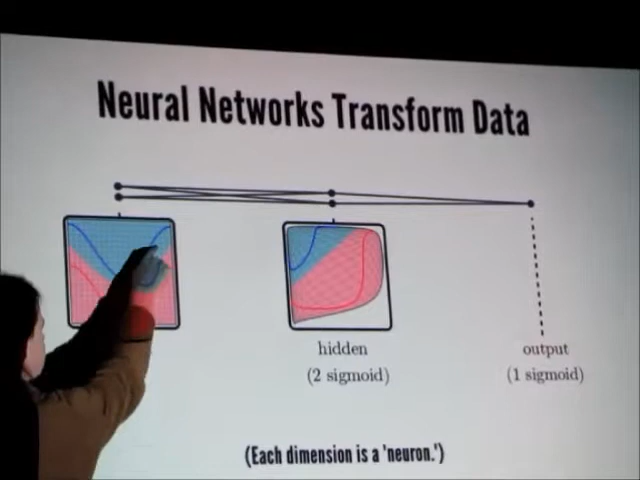 Neural Networks Transform Data
hidden
(2 sigmoid)
output
(1 sigmoid)
(Each dimension is a 'neuron.')